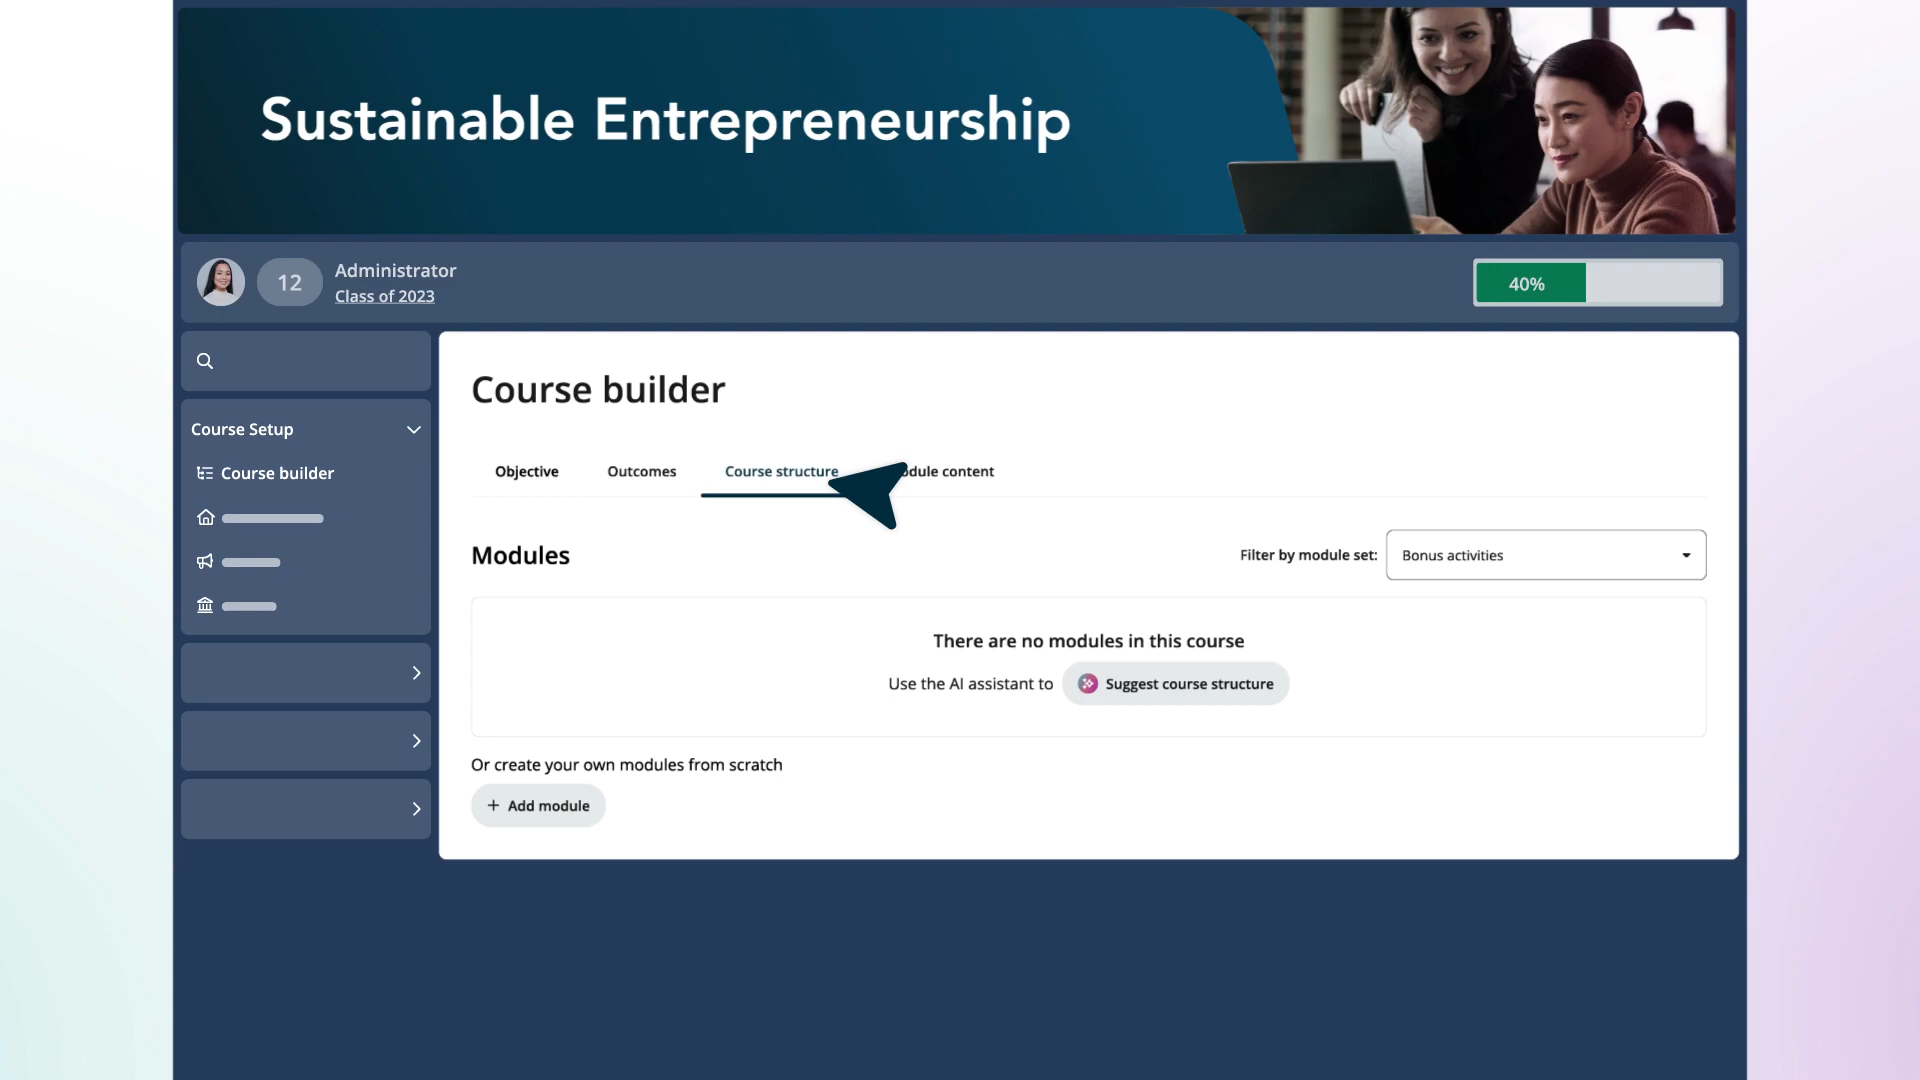 Sustainable Entrepreneurship
12
Administrator
Class of 2023
40%
Course Setup
Course builder
Course builder
Objective
Outcomes
Course structure
odule content
Modules
Filter by module set:
Bonus activities
There are no modules in this course
Use the AI assistant to
Suggest course structure
Or create your own modules from scratch
+ Add module